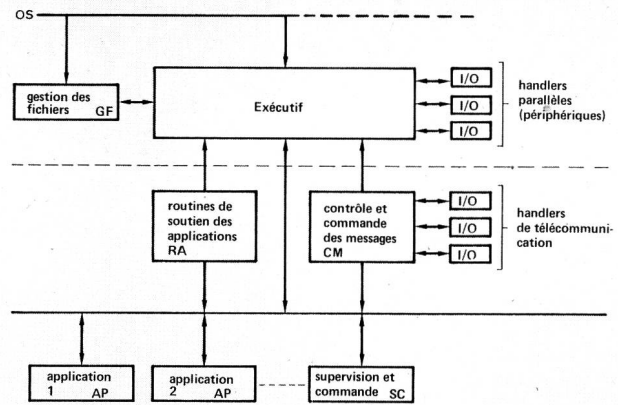 OS
gestion des
fichiers GF
Exécutif
I/O
I/O
I/O
handlers
parallèles
(périphériques)
routines de
soutien des
applications
RA
contrôle et
commande
des messages
CM
I/O
I/O
I/O
handlers
de télécommuni-
cation
application
1 AP
application
2 AP
supervision et
commande SC